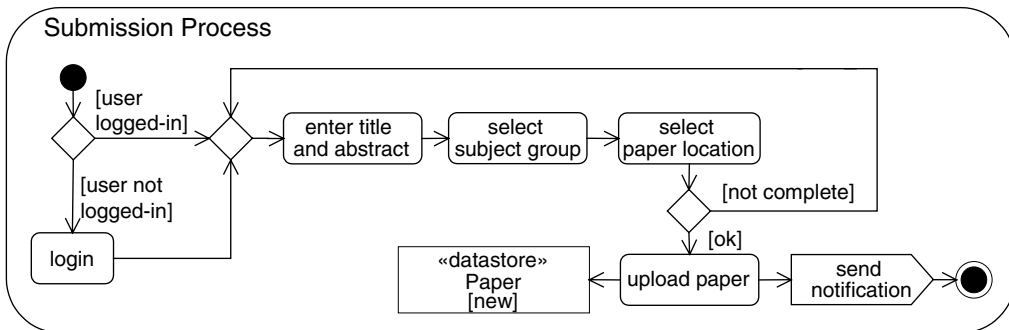 Submission Process
[user
logged-in]
enter title
and abstract
select
subject group
select
paper location
[user not
logged-in]
[not complete]
login
[ok]
«datastore»
Paper
[new]
upload paper
send
notification